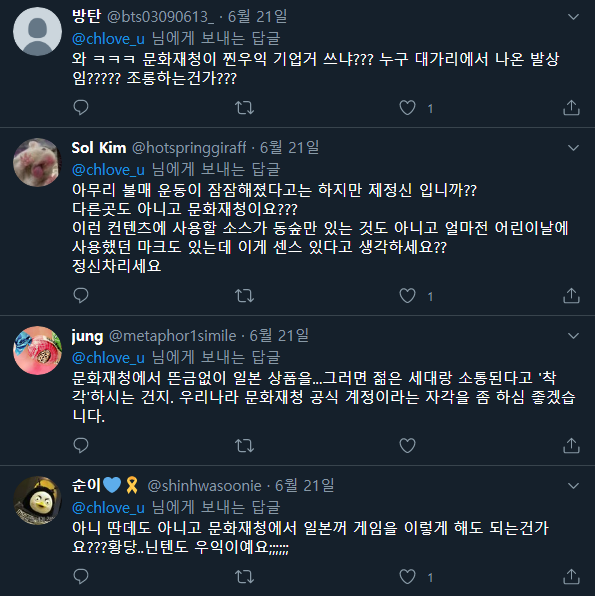 방탄 @bts03090613_ · 6월 21일
@chlove_u 님에게 보내는 답글
와 ㅋㅋㅋ 문화재청이 찐우익 기업거 쓰냐??? 누구 대가리에서 나온 발상
임????? 조롱하는건가???
1
Sol Kim @hotspringgiraff · 6월 21일
@chlove_u 님에게 보내는 답글
아무리 불매 운동이 잠잠해졌다고는 하지만 제정신 입니까??
다른곳도 아니고 문화재청이요???
이런 컨텐츠에 사용할 소스가 동숲만 있는 것도 아니고 얼마전 어린이날에
사용했던 마크도 있는데 이게 센스 있다고 생각하세요??
정신차리세요
1
jung @metaphor1simile · 6월 21일
@chlove_u 님에게 보내는 답글
문화재청에서 뜬금없이 일본 상품을...그러면 젊은 세대랑 소통된다고 '착
각'하시는 건지. 우리나라 문화재청 공식 계정이라는 자각을 좀 하심 좋겠습
니다.
순이💙🎗 @shinhwasoonie · 6월 21일
@chlove_u 님에게 보내는 답글
아니 딴데도 아니고 문화재청에서 일본꺼 게임을 이렇게 해도 되는건가
요???황당..닌텐도 우익이예요;;;;;;
1